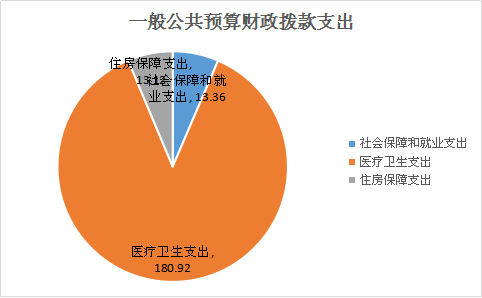 一般公共预算财政拨款支出
住房保障支出,
社会保障和就
业支出, 13.36
医疗卫生支出,
180.92
社会保障和就业支出
医疗卫生支出
住房保障支出